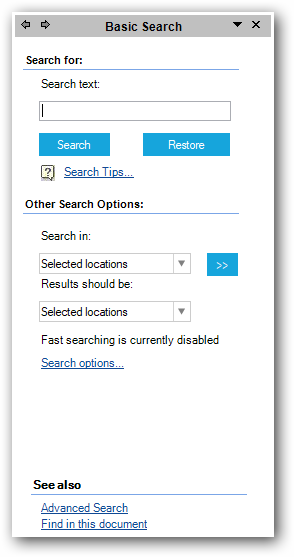 Basic Search
Search for:
Search text:
Search Restore
? Search Tips...
Other Search Options:
Search in:
Selected locations >>
Results should be:
Selected locations
Fast searching is currently disabled
Search options...
See also
Advanced Search
Find in this document